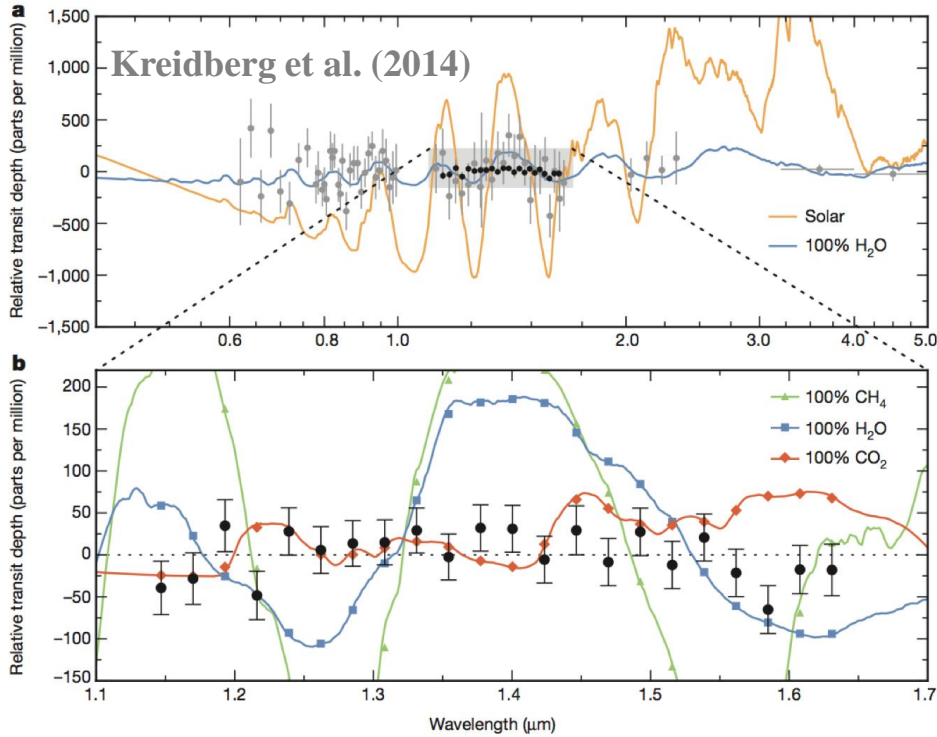 a
Relative transit depth (parts per million)
1,500
1,000
500
0
−500
−1,000
−1,500
Kreidberg et al. (2014)
Solar
100% H₂O
0.6 0.8 1.0 2.0 3.0 4.0 5.0
b
Relative transit depth (parts per million)
200
150
100
50
0
−50
−100
−150
100% CH₄
100% H₂O
100% CO₂
1.1 1.2 1.3 1.4 1.5 1.6 1.7
Wavelength (μm)